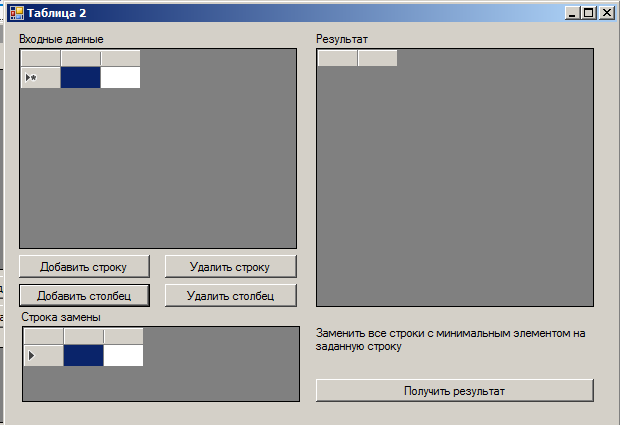 Таблица 2
Входные данные
Результат
Добавить строку
Удалить строку
Добавить столбец
Удалить столбец
Строка замены
Заменить все строки с минимальным элементом на
заданную строку
Получить результат